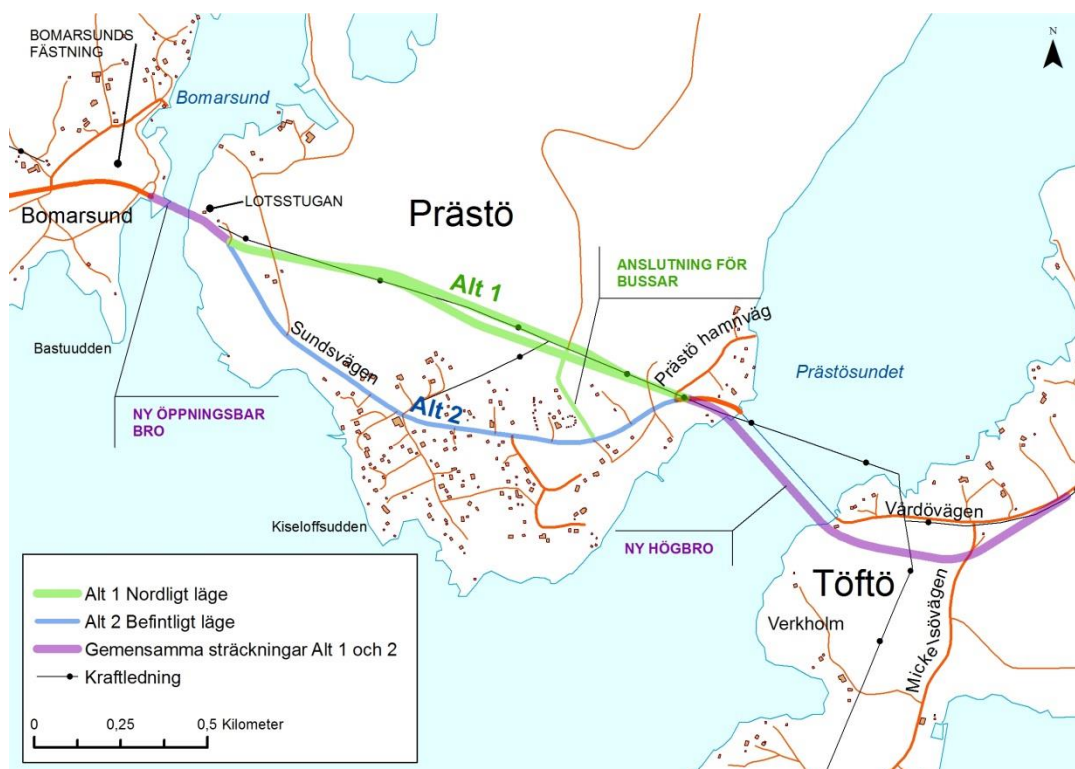 BOMARSUNDS
FÄSTNING
Bomarsund
N
LOTSSTUGAN
Prästö
Bomarsund
ANSLUTNING FÖR
BUSSAR
Alt 1
Bastuudden
Sundsvägen
Prästö hamnväg
Prästösundet
NY ÖPPNINGSBAR
BRO
Alt 2
Kiseloffsudden
NY HÖGBRO
Vårdövägen
Töftö
Verkholm
Mickelsövägen
Alt 1 Nordligt läge
Alt 2 Befintligt läge
Gemensamma sträckningar Alt 1 och 2
Kraftledning
0 0,25 0,5 Kilometer